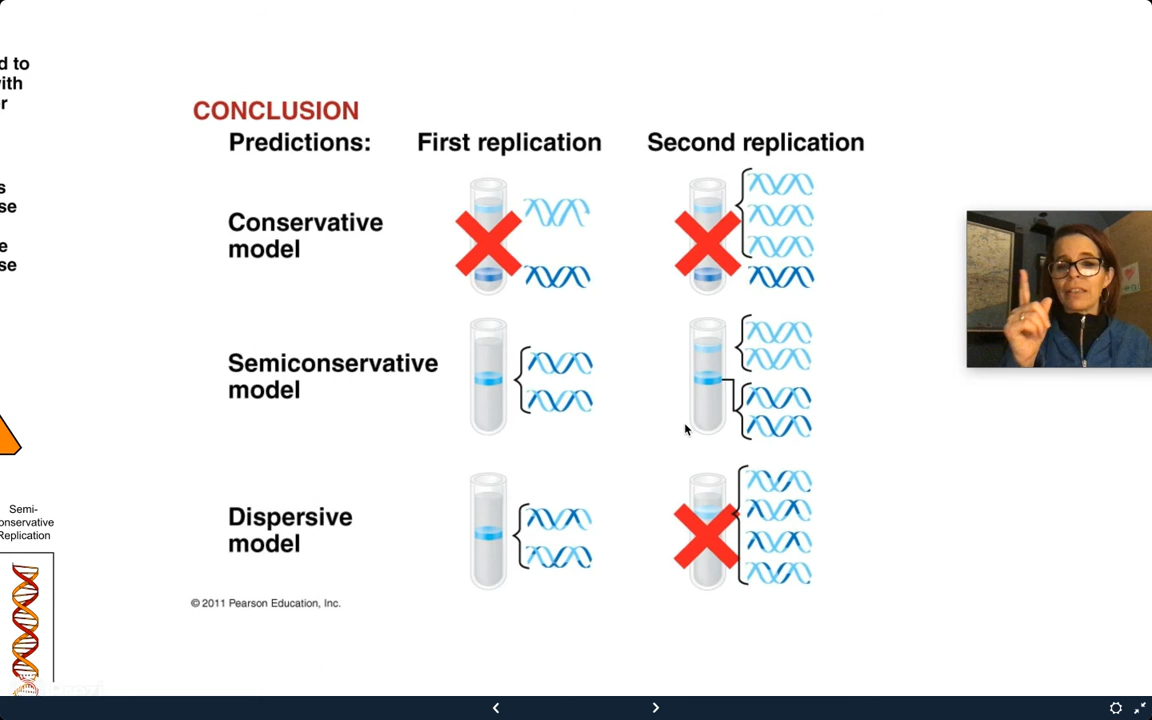 d to
ith
r
s
se
e
se
CONCLUSION
Predictions: First replication Second replication
Conservative
model
Semiconservative
model
Dispersive
model
© 2011 Pearson Education, Inc.
Semi-
onservative
Replication